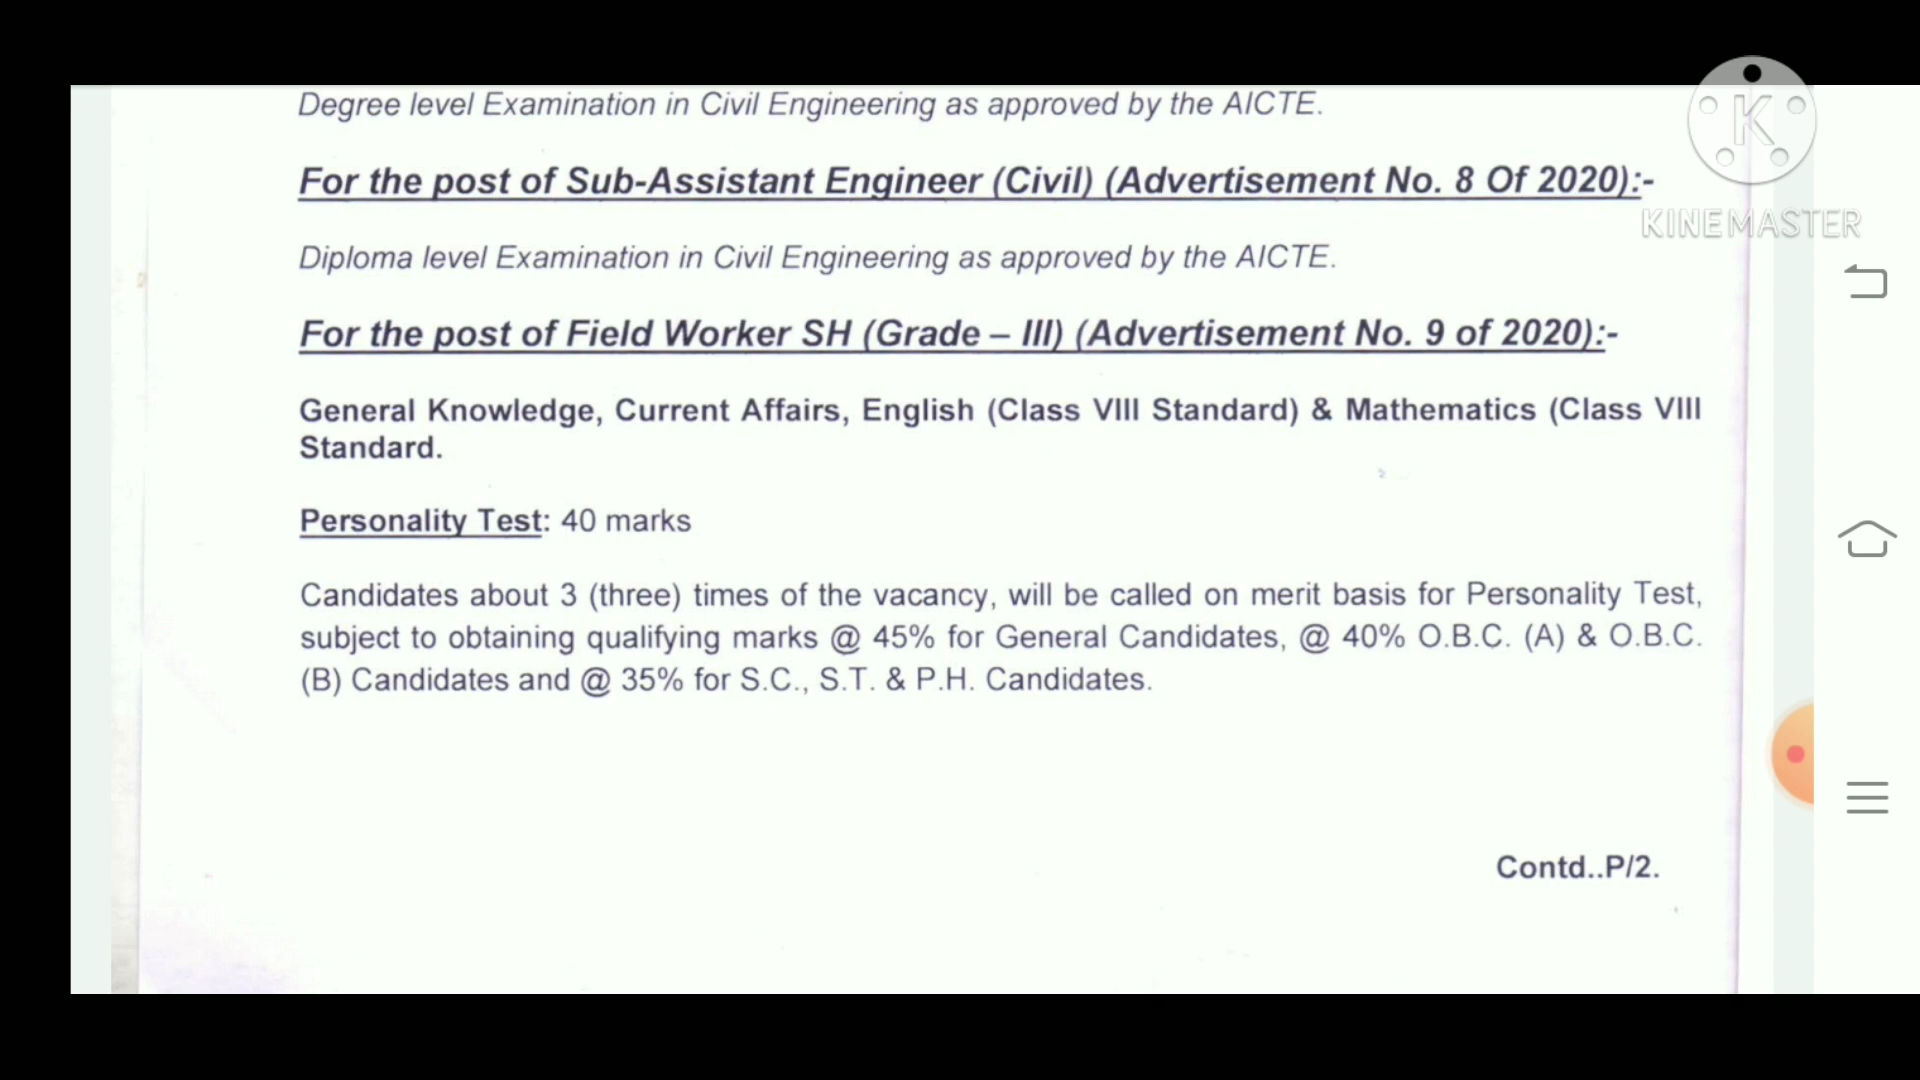 Degree level Examination in Civil Engineering as approved by the AICTE.
For the post of Sub-Assistant Engineer (Civil) (Advertisement No. 8 Of 2020):-
K
KINEMASTER
Diploma level Examination in Civil Engineering as approved by the AICTE.
For the post of Field Worker SH (Grade – III) (Advertisement No. 9 of 2020):-
General Knowledge, Current Affairs, English (Class VIII Standard) & Mathematics (Class VIII
Standard.
Personality Test: 40 marks
Candidates about 3 (three) times of the vacancy, will be called on merit basis for Personality Test,
subject to obtaining qualifying marks @ 45% for General Candidates, @ 40% O.B.C. (A) & O.B.C.
(B) Candidates and @ 35% for S.C., S.T. & P.H. Candidates.
Contd..P/2.